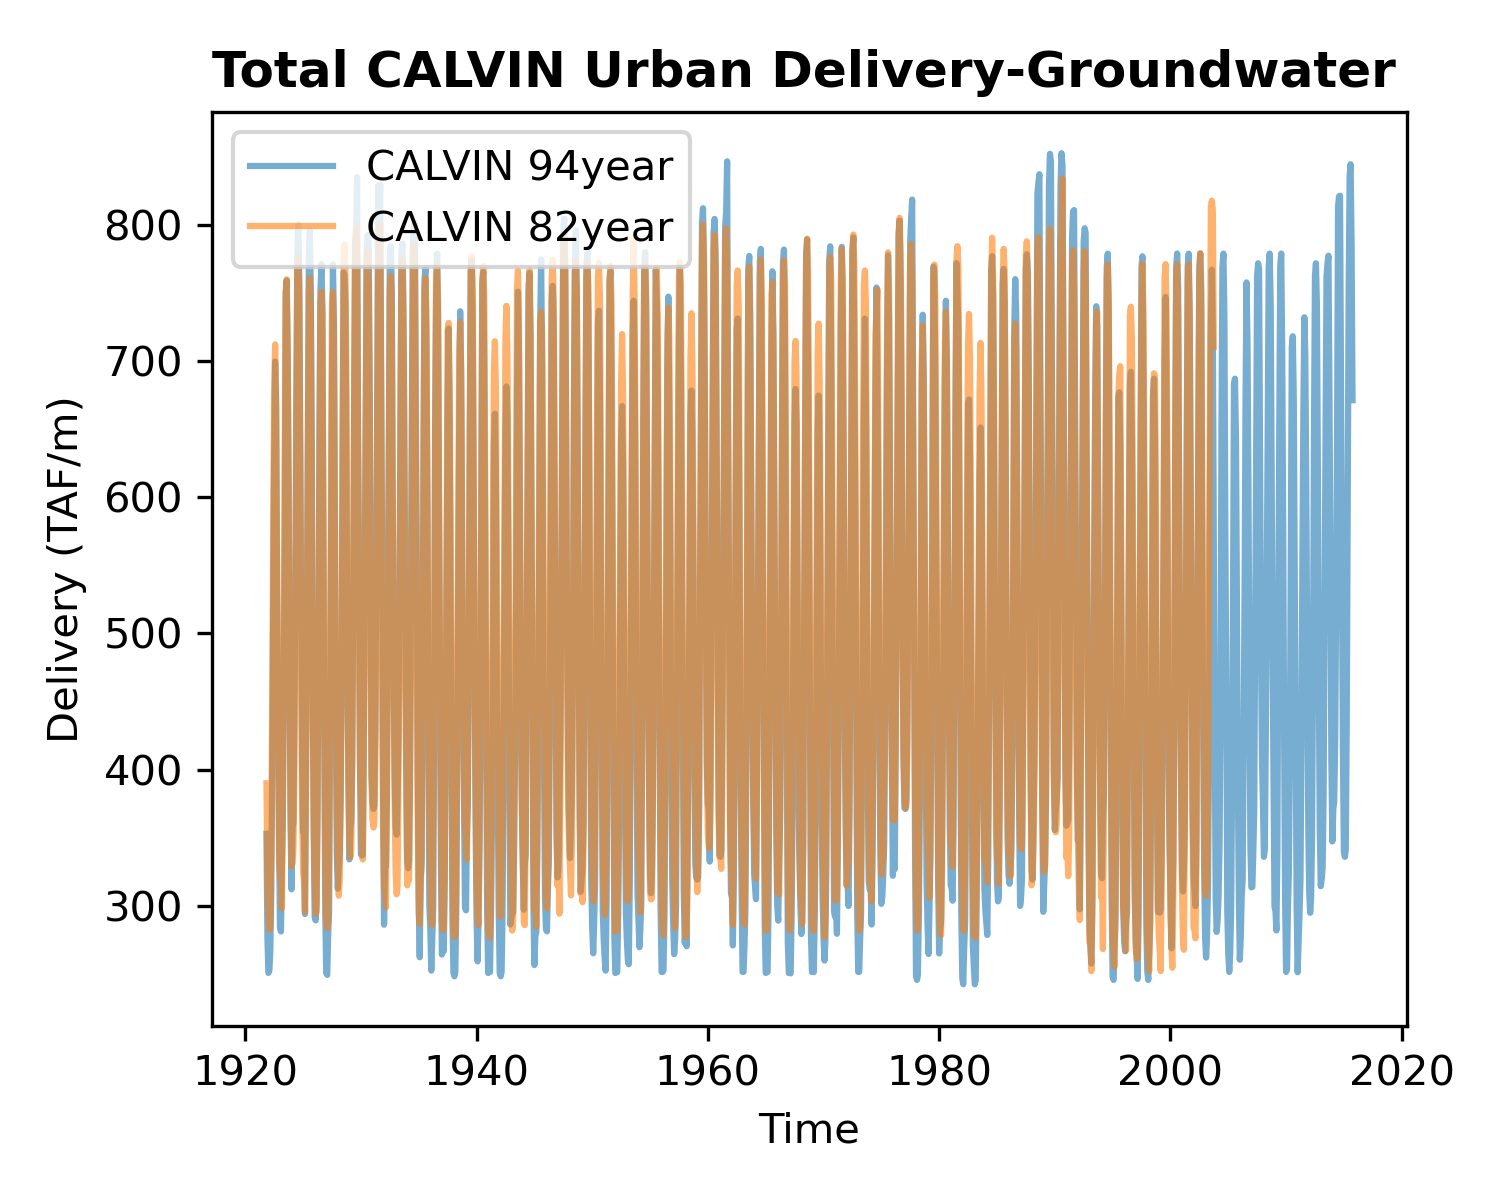 Total CALVIN Urban Delivery-Groundwater
CALVIN 94year
CALVIN 82year
800
700
600
500
400
300
Delivery (TAF/m)
1920 1940 1960 1980 2000 2020
Time